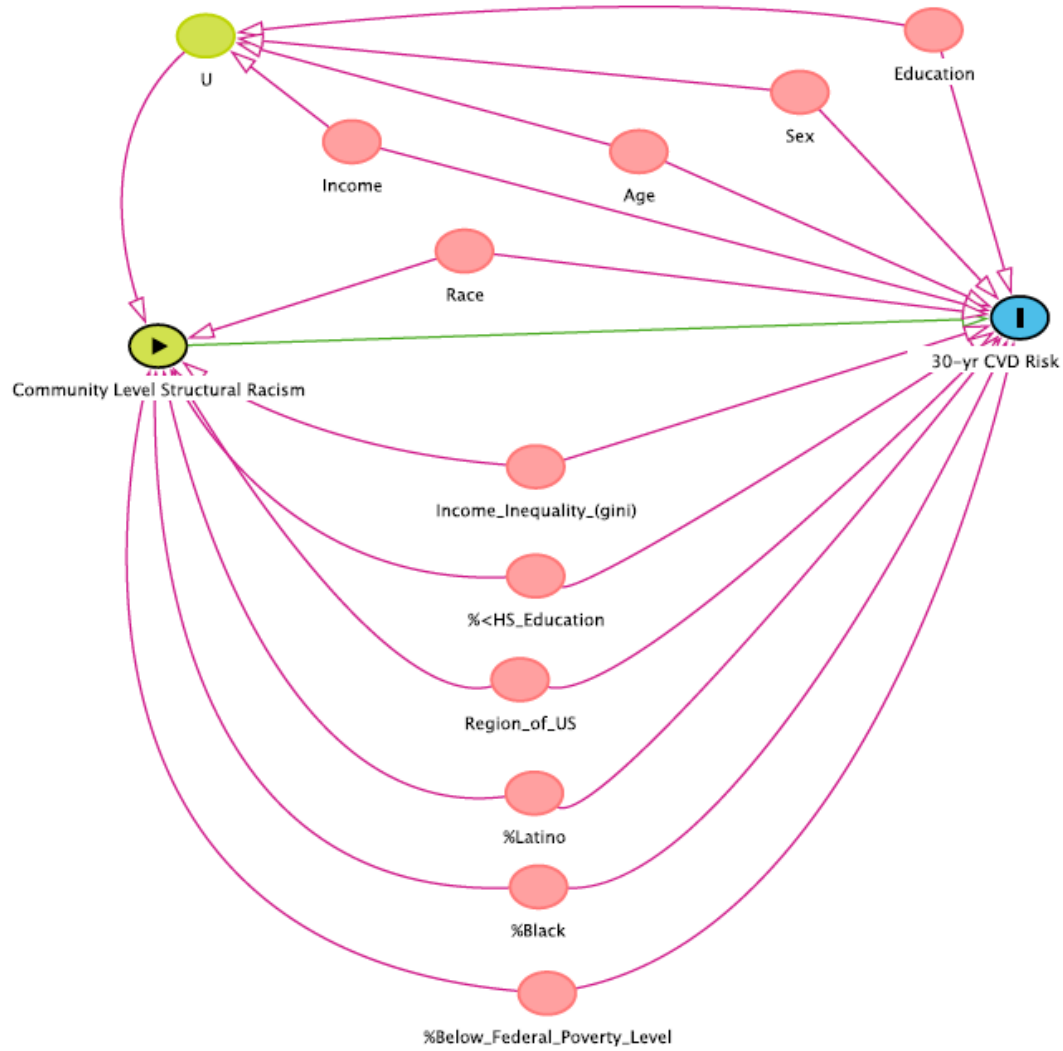 U
Education
Sex
Income
Age
Race
30-yr CVD Risk
Community Level Structural Racism
Income_Inequality_(gini)
%<HS_Education
Region_of_US
%Latino
%Black
%Below_Federal_Poverty_Level